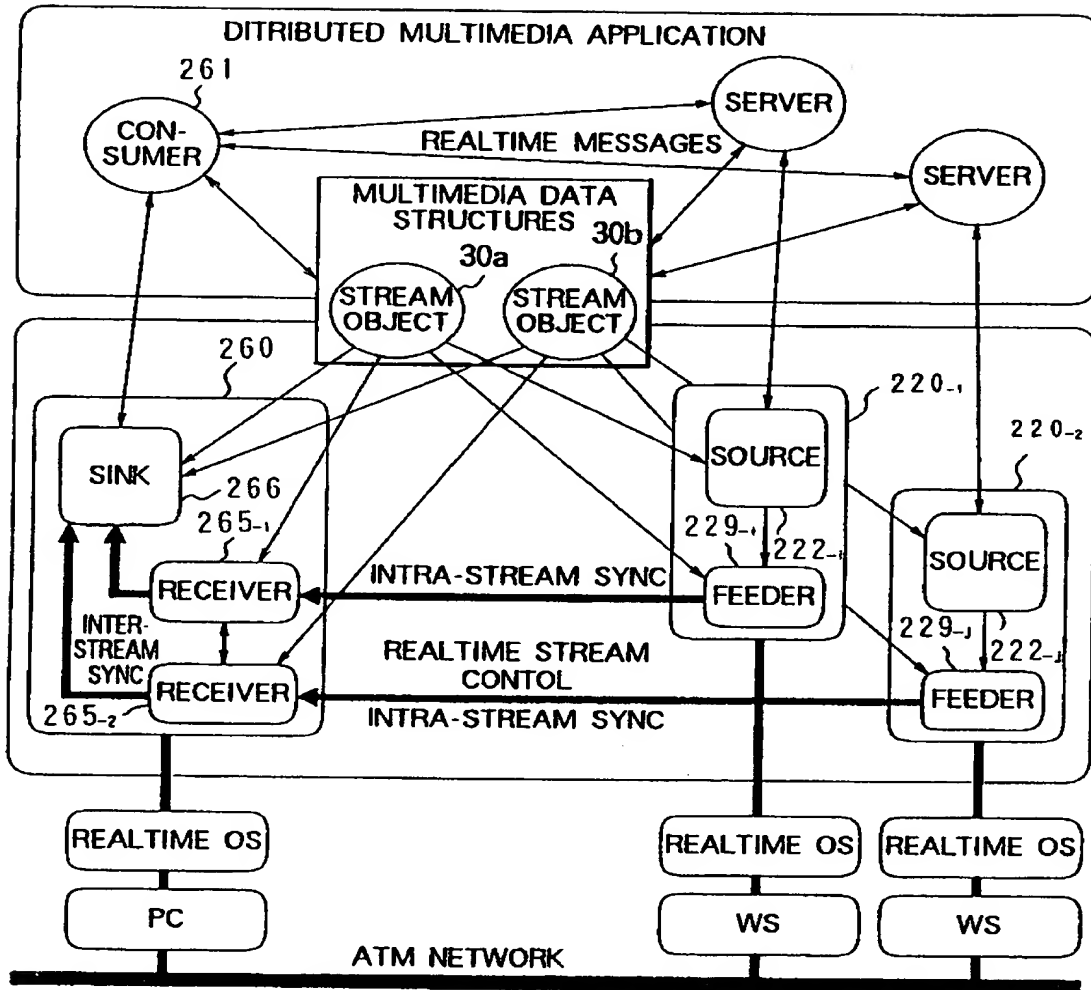 DITRIBUTED MULTIMEDIA APPLICATION
261
CON-
SUMER
SERVER
REALTIME MESSAGES
SERVER
MULTIMEDIA DATA
STRUCTURES
30b
30a
STREAM
OBJECT
STREAM
OBJECT
260
220-1
220-2
SINK
266
SOURCE
265-1
229-1
222-1
SOURCE
RECEIVER
INTRA-STREAM SYNC
FEEDER
INTER-
STREAM
SYNC
229-J
222-J
REALTIME STREAM
CONTOL
RECEIVER
FEEDER
265-2
INTRA-STREAM SYNC
REALTIME OS
REALTIME OS
REALTIME OS
PC
WS
WS
ATM NETWORK